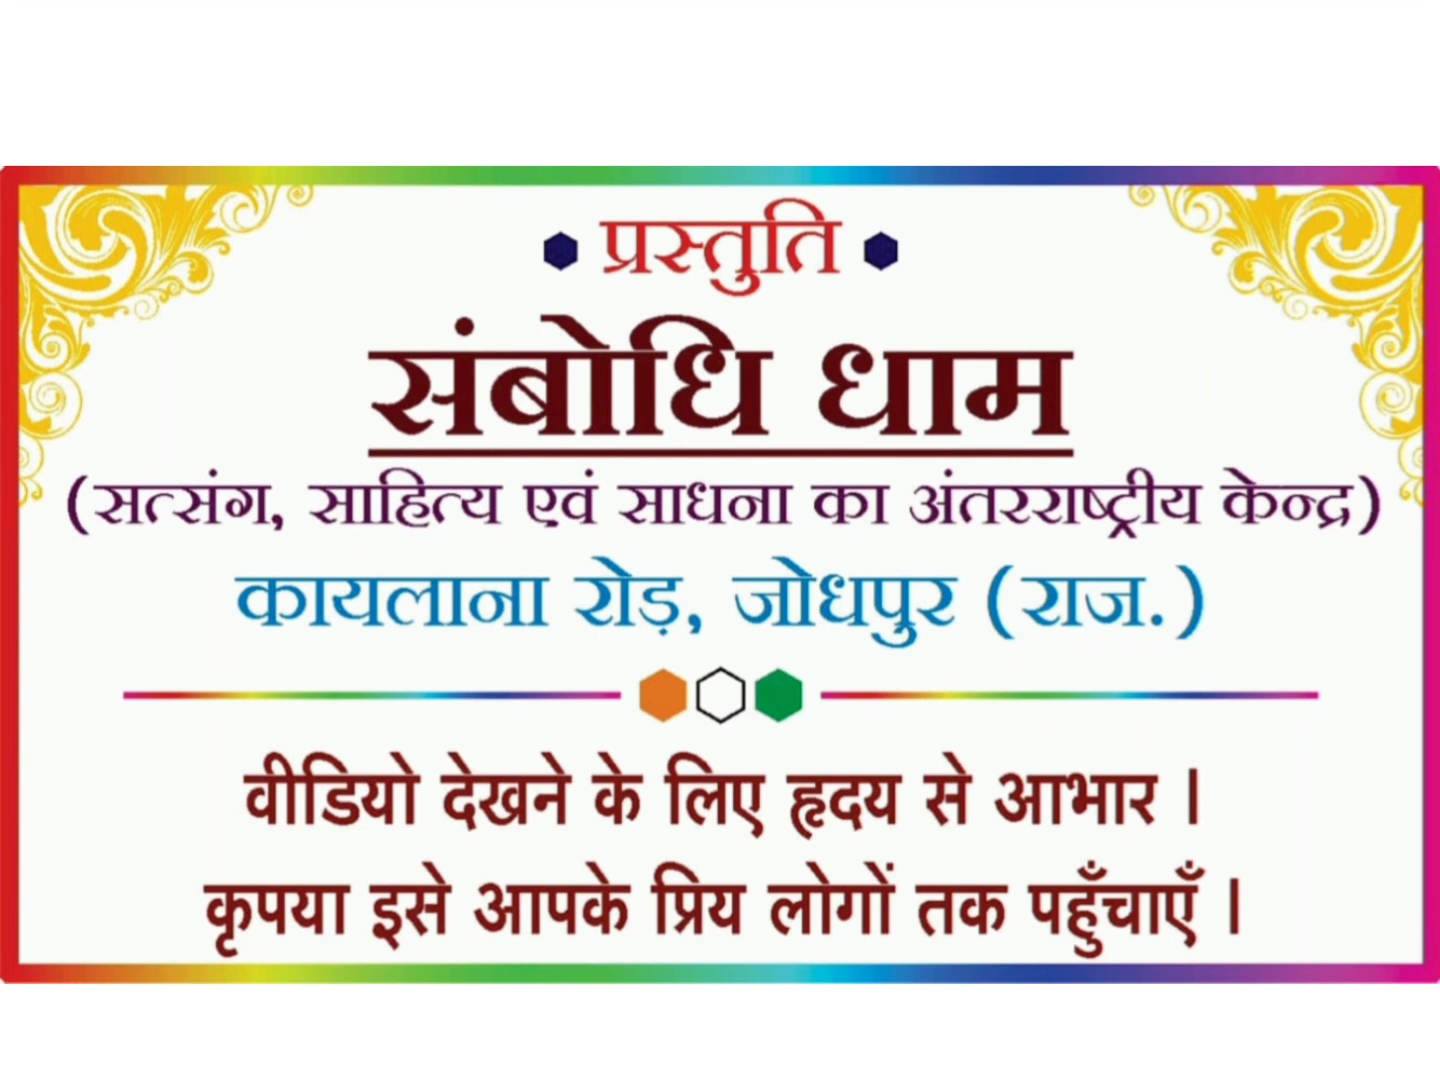 प्रस्तुति
संबोधि धाम
(सत्संग, साहित्य एवं साधना का अंतरराष्ट्रीय केन्द्र)
कायलाना रोड़, जोधपुर (राज.)
वीडियो देखने के लिए हृदय से आभार ।
कृपया इसे आपके प्रिय लोगों तक पहुँचाएँ ।